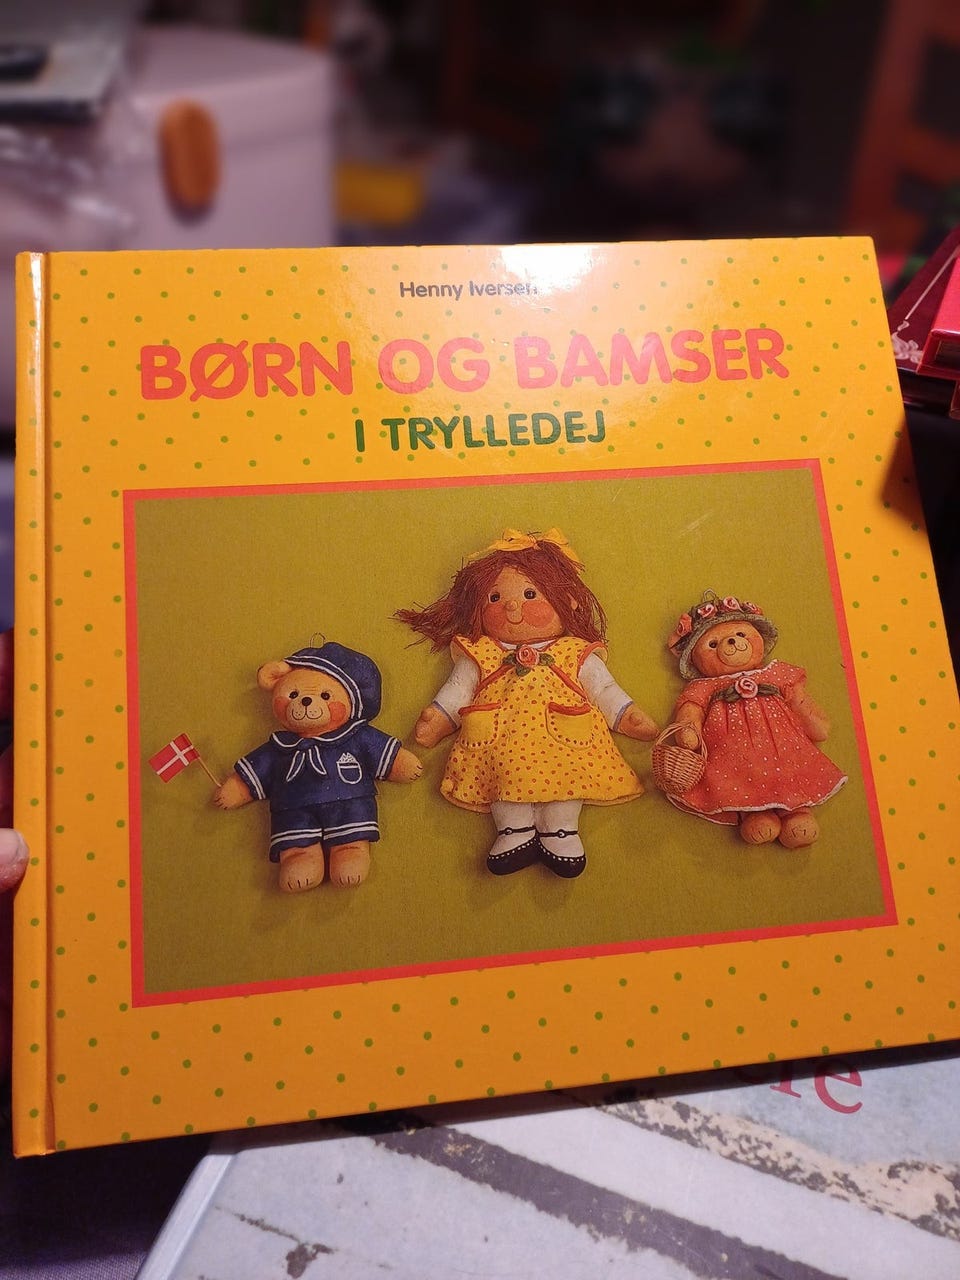 Henny Iversen
BØRN OG BAMSER
I TRYLLEDEJ